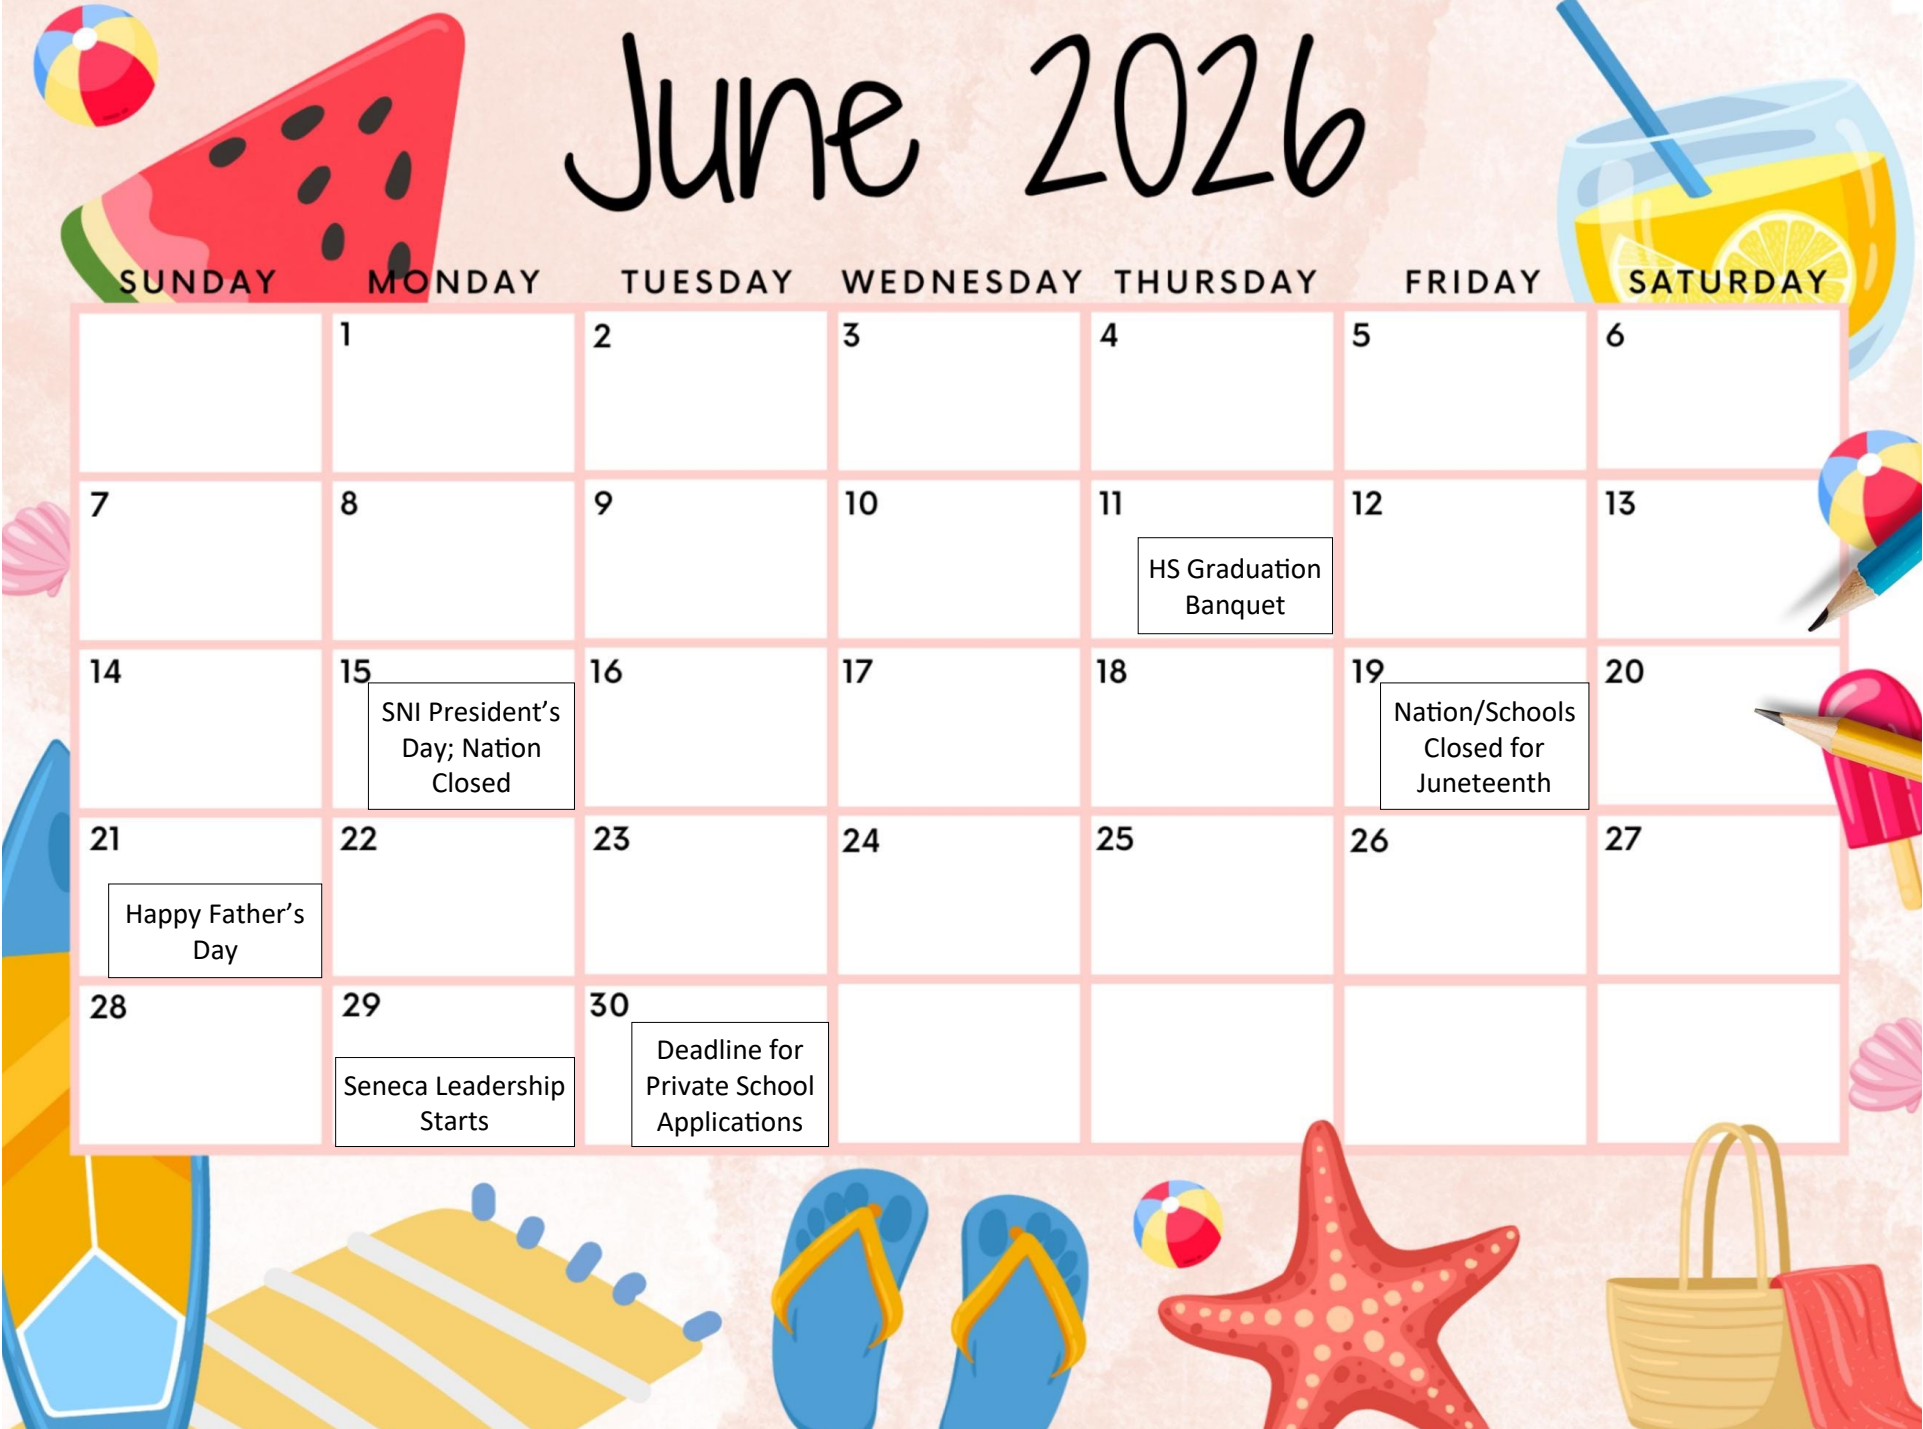 June 2026
SUNDAY MONDAY TUESDAY WEDNESDAY THURSDAY FRIDAY SATURDAY
1 2 3 4 5 6
7 8 9 10 11 12 13
HS Graduation
Banquet
14 15 16 17 18 19 20
SNI President’s
Day; Nation
Closed
Nation/Schools
Closed for
Juneteenth
21 22 23 24 25 26 27
Happy Father’s
Day
28 29 30
Seneca Leadership
Starts
Deadline for
Private School
Applications